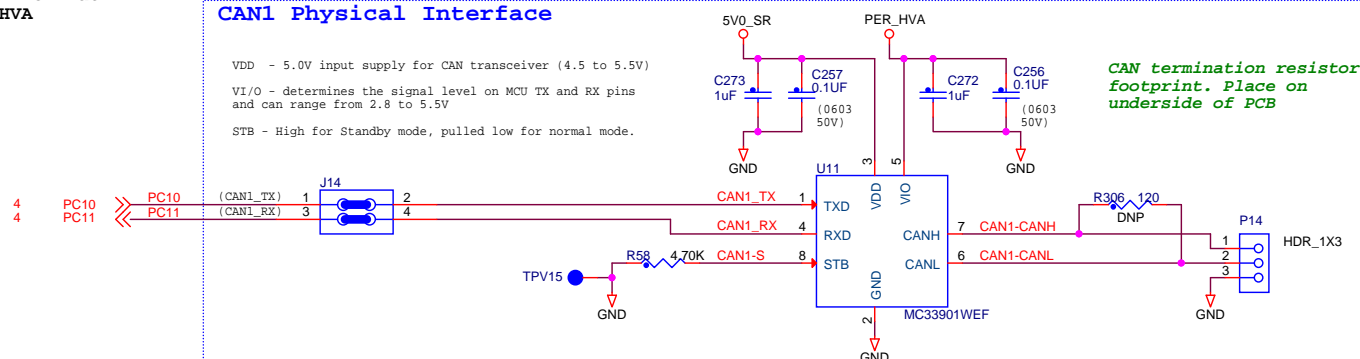 HVA
CAN1 Physical Interface
VDD - 5.0V input supply for CAN transceiver (4.5 to 5.5V)
VI/O - determines the signal level on MCU TX and RX pins
and can range from 2.8 to 5.5V
STB - High for Standby mode, pulled low for normal mode.
5V0_SR
PER_HVA
C273
1uF
C257
0.1UF
(0603
50V)
C272
1uF
C256
0.1UF
(0603
50V)
GND
GND
CAN termination resistor
footprint. Place on
underside of PCB
4 PC10 PC10 (CAN1_TX) 1 J14 2 CAN1_TX 1 TXD
4 PC11 PC11 (CAN1_RX) 3 4 CAN1_RX 4 RXD
TPV15 R58 4.70K CAN1-S 8 STB
GND
U11
3 VDD
5 VIO
CANH 7 CAN1-CANH
CANL 6 CAN1-CANL
GND 2
MC33901WEF
GND
R306 120
DNP
P14
1
2
3
HDR_1X3
GND